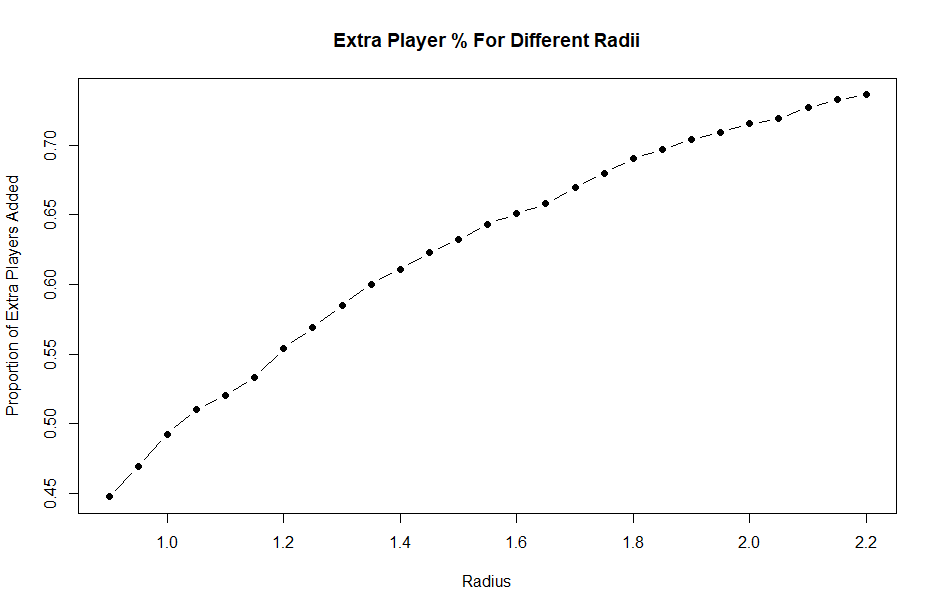 Extra Player % For Different Radii
Proportion of Extra Players Added
0.70
0.65
0.60
0.55
0.50
0.45
1.0 1.2 1.4 1.6 1.8 2.0 2.2
Radius